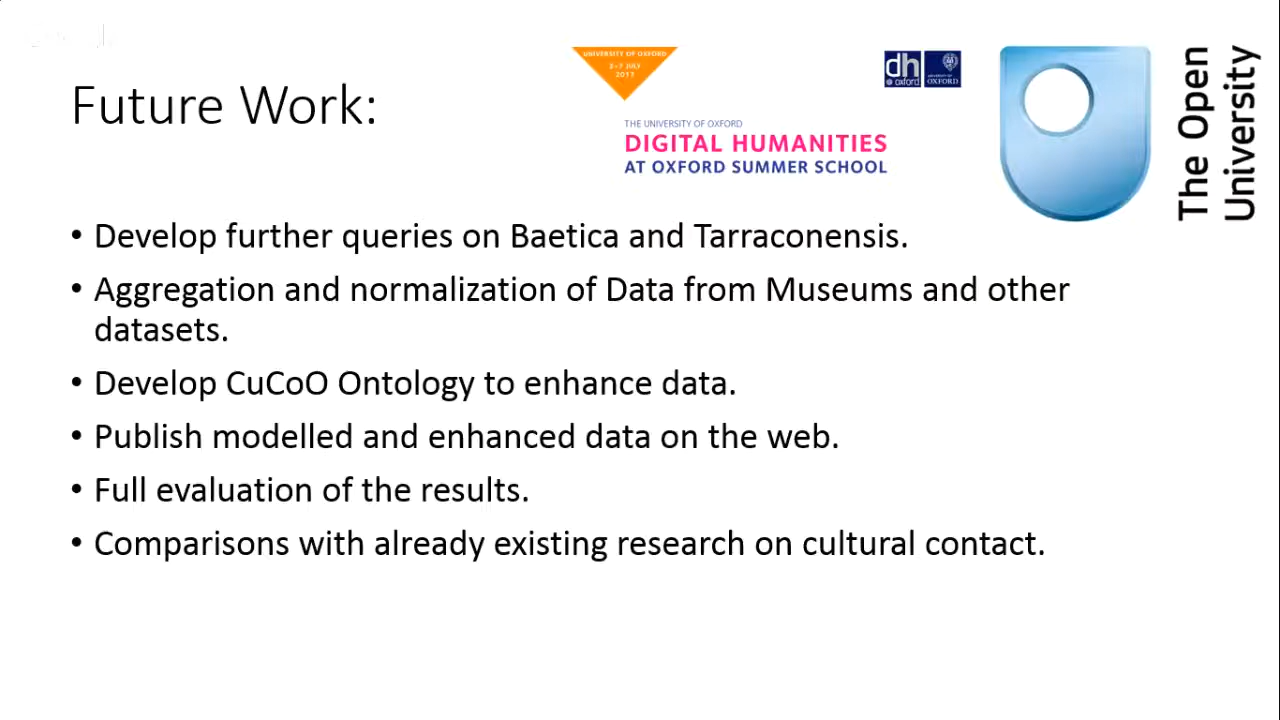 UNIVERSITY OF OXFORD
3-7 JULY
2017
dh
@ oxford
UNIVERSITY OF
OXFORD
The Open
University
Future Work:
THE UNIVERSITY OF OXFORD
DIGITAL HUMANITIES
AT OXFORD SUMMER SCHOOL
• Develop further queries on Baetica and Tarraconensis.
• Aggregation and normalization of Data from Museums and other
datasets.
• Develop CuCoO Ontology to enhance data.
• Publish modelled and enhanced data on the web.
• Full evaluation of the results.
• Comparisons with already existing research on cultural contact.